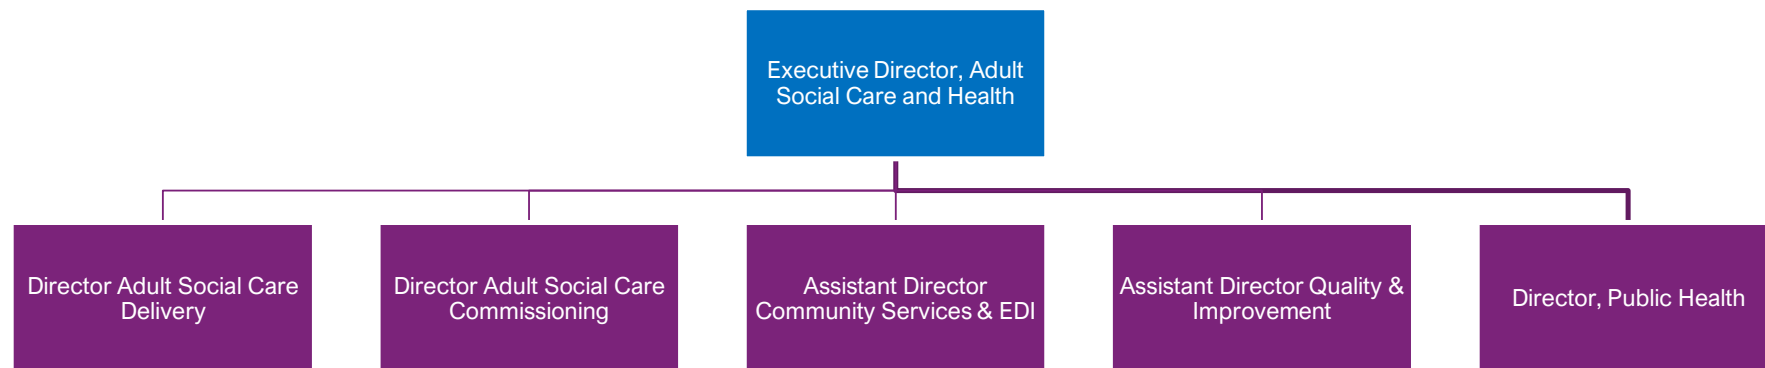 Executive Director, Adult
Social Care and Health
Director Adult Social Care
Delivery
Director Adult Social Care
Commissioning
Assistant Director
Community Services & EDI
Assistant Director Quality &
Improvement
Director, Public Health